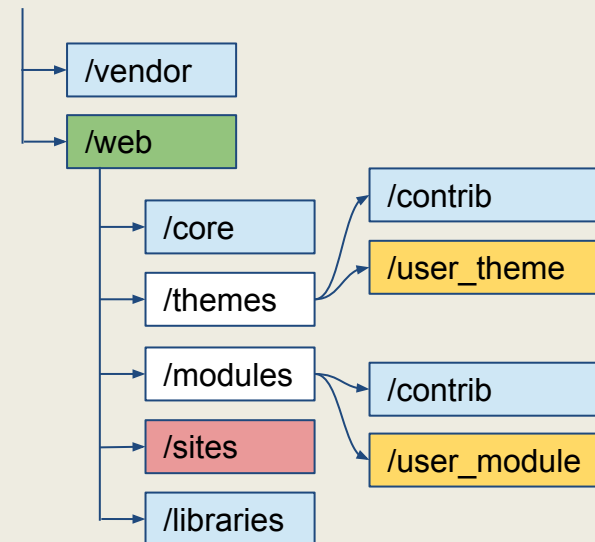 /vendor
/web
/core
/themes
/modules
/sites
/libraries
/contrib
/user_theme
/contrib
/user_module